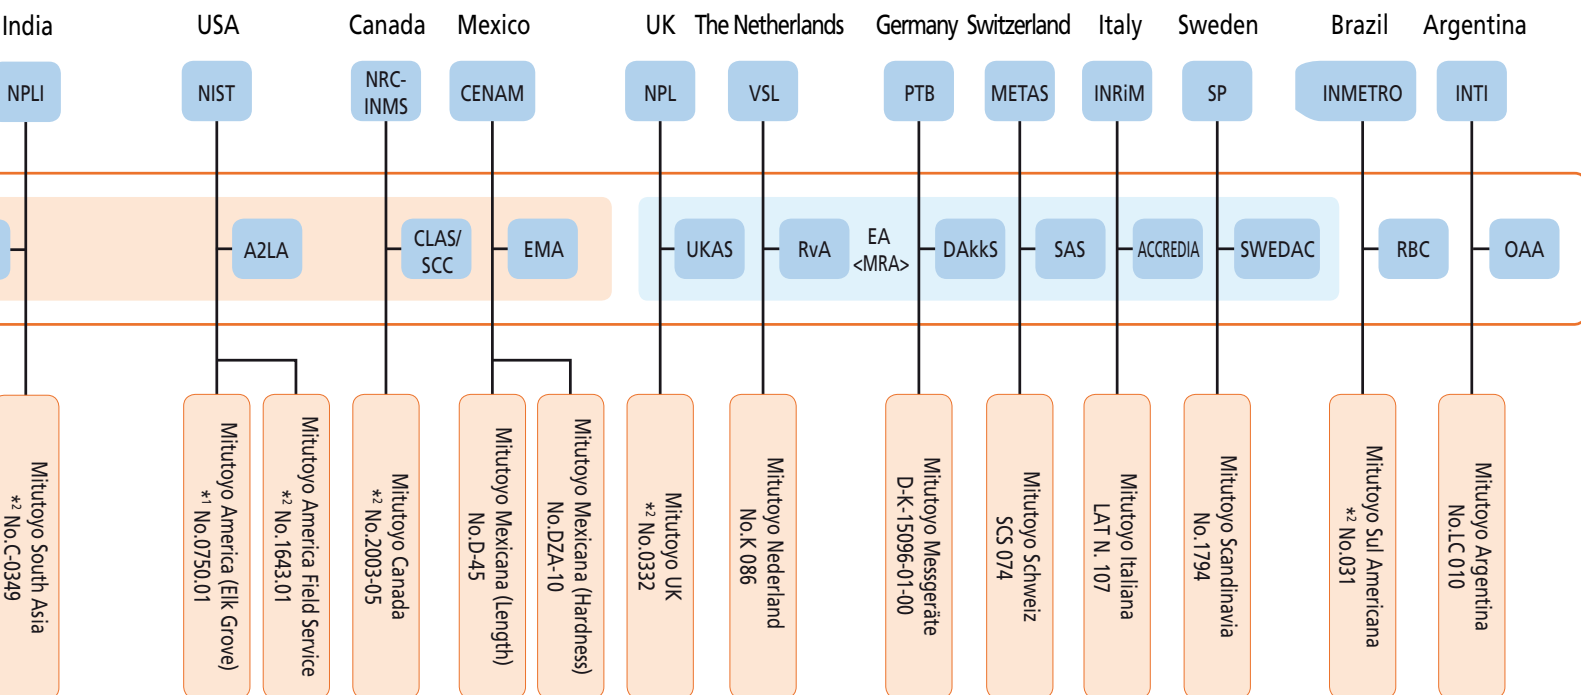 India
USA
Canada
Mexico
UK
The Netherlands
Germany
Switzerland
Italy
Sweden
Brazil
Argentina
NPLI
NIST
NRC-
INMS
CENAM
NPL
VSL
PTB
METAS
INRiM
SP
INMETRO
INTI
A2LA
CLAS/
SCC
EMA
UKAS
RvA
EA
<MRA>
DAkkS
SAS
ACCREDIA
SWEDAC
RBC
OAA
Mitutoyo South Asia
*2 No.C-0349
Mitutoyo America (Elk Grove)
*1 No.0750.01
Mitutoyo America Field Service
*2 No.1643.01
Mitutoyo Canada
*2 No.2003-05
Mitutoyo Mexicana (Length)
No.D-45
Mitutoyo Mexicana (Hardness)
No.DZA-10
Mitutoyo UK
*2 No.0332
Mitutoyo Nederland
No.K 086
Mitutoyo Messgeräte
D-K-15096-01-00
Mitutoyo Schweiz
SCS 074
Mitutoyo Italiana
LAT N. 107
Mitutoyo Scandinavia
No.1794
Mitutoyo Sul Americana
*2 No.031
Mitutoyo Argentina
No.LC 010